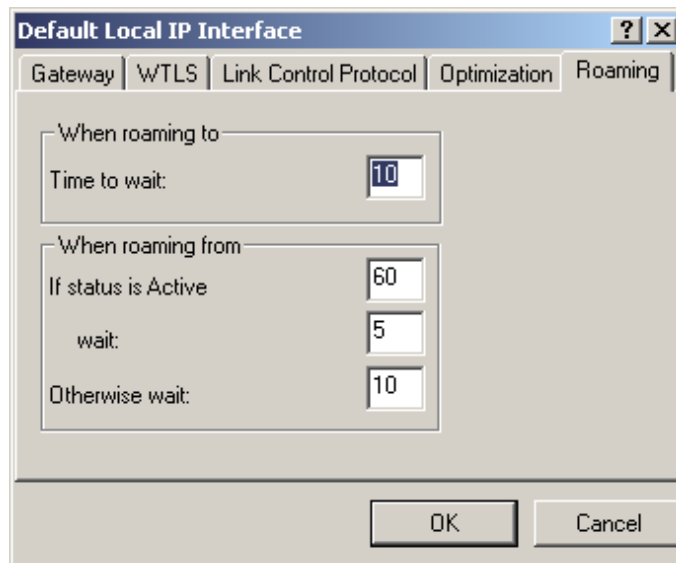 Default Local IP Interface
Gateway WTLS Link Control Protocol Optimization Roaming
When roaming to
Time to wait: 10
When roaming from
If status is Active 60
wait: 5
Otherwise wait: 10
OK Cancel